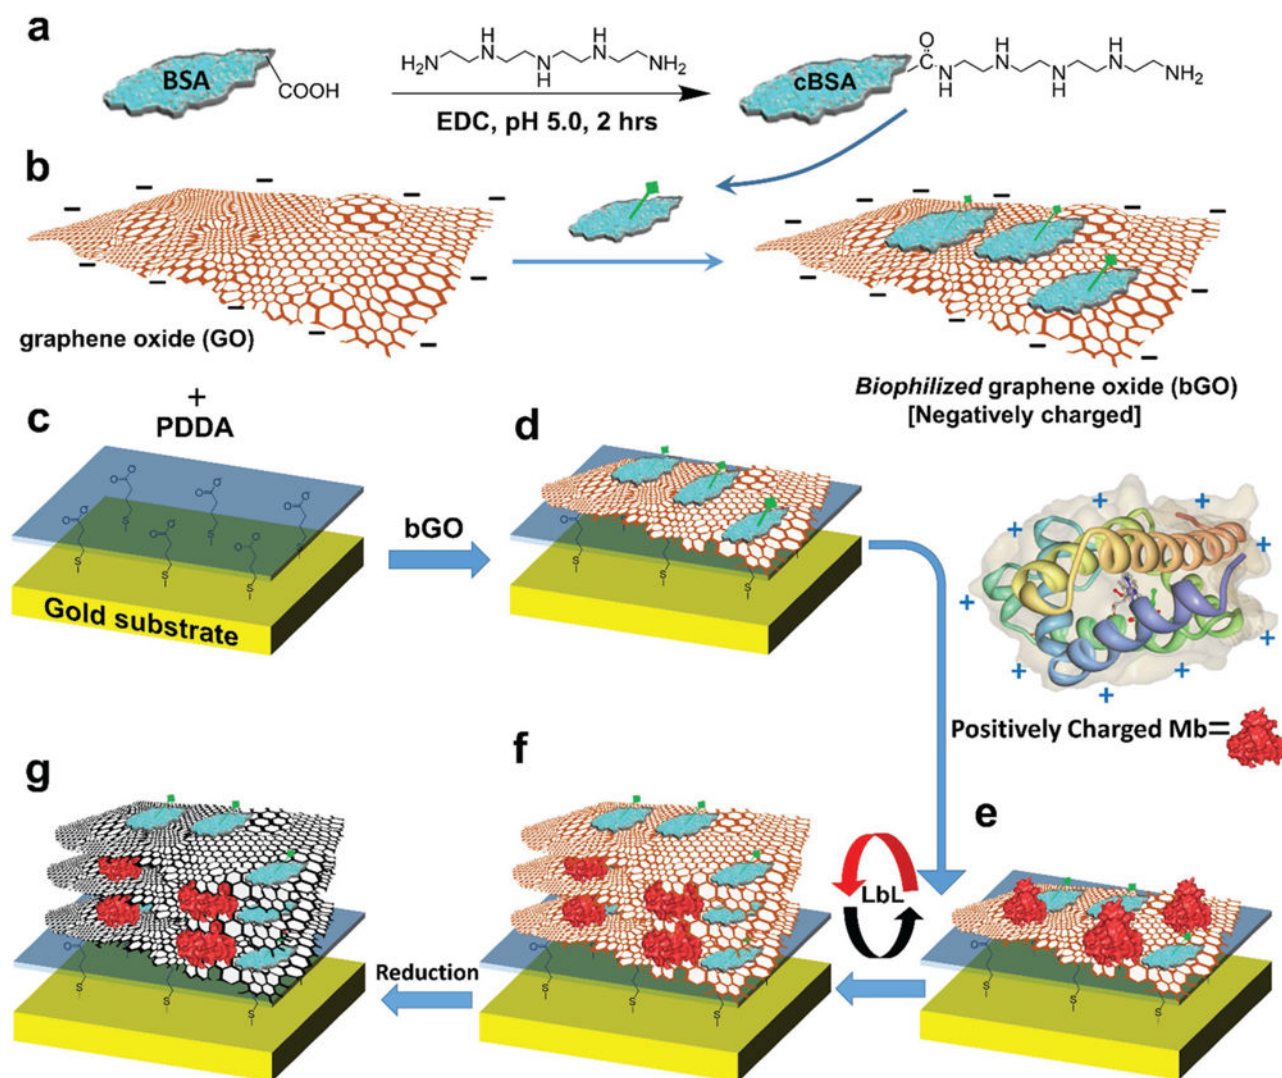 a
BSA
COOH
H₂N
H
N
N
H
H
N
NH₂
EDC, pH 5.0, 2 hrs
cBSA
O
N
H
H
N
N
H
H
N
NH₂
b
graphene oxide (GO)
Biophilized graphene oxide (bGO)
[Negatively charged]
c
+
PDDA
Gold substrate
bGO
d
Positively Charged Mb=
e
LbL
f
Reduction
g